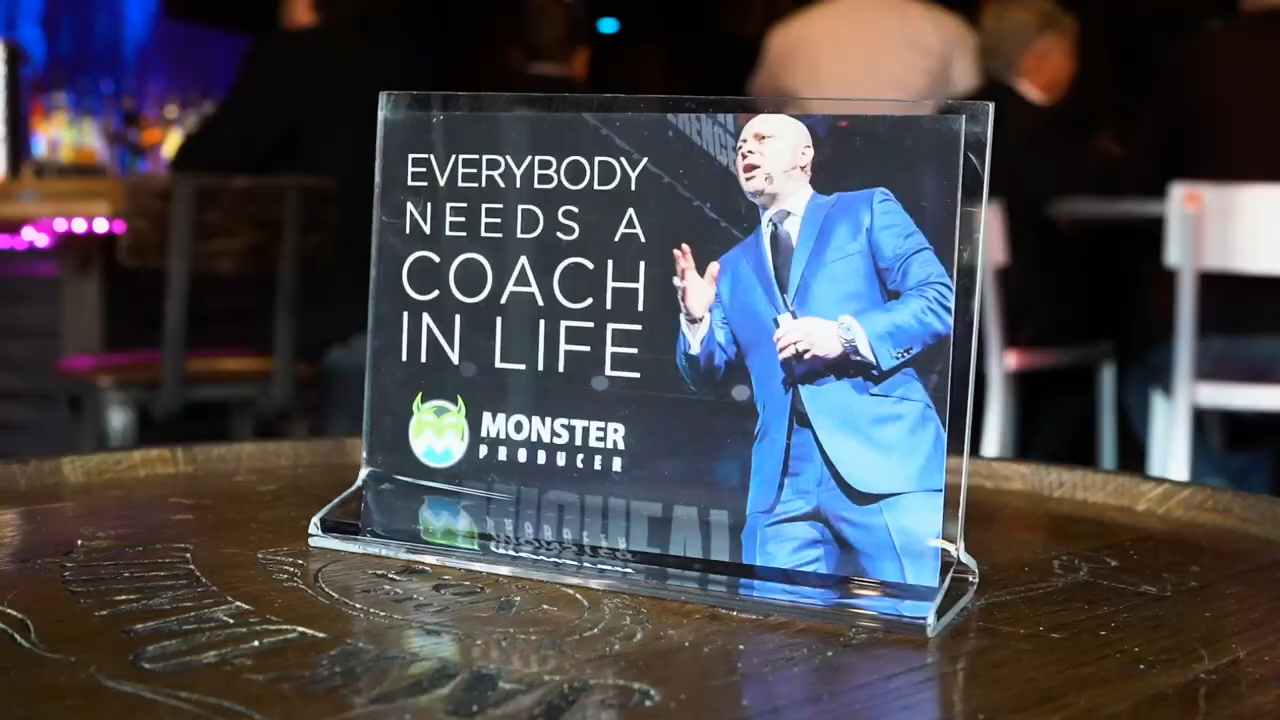 EVERYBODY
NEEDS A
COACH
IN LIFE
MONSTER
PRODUCER